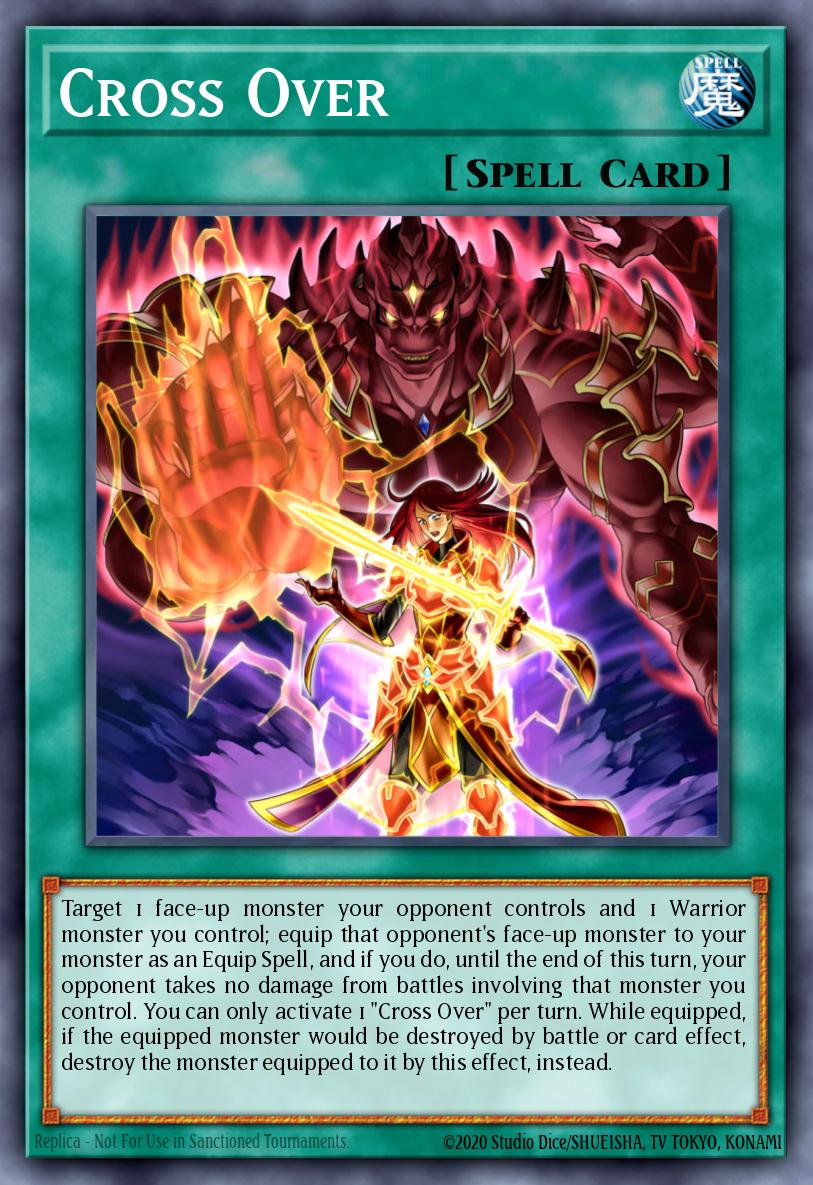 Cross Over
SPELL
魔
[ Spell Card ]
Target 1 face-up monster your opponent controls and 1 Warrior
monster you control; equip that opponent's face-up monster to your
monster as an Equip Spell, and if you do, until the end of this turn, your
opponent takes no damage from battles involving that monster you
control. You can only activate 1 "Cross Over" per turn. While equipped,
if the equipped monster would be destroyed by battle or card effect,
destroy the monster equipped to it by this effect, instead.
Replica - Not For Use in Sanctioned Tournaments.
©2020 Studio Dice/SHUEISHA, TV TOKYO, KONAMI